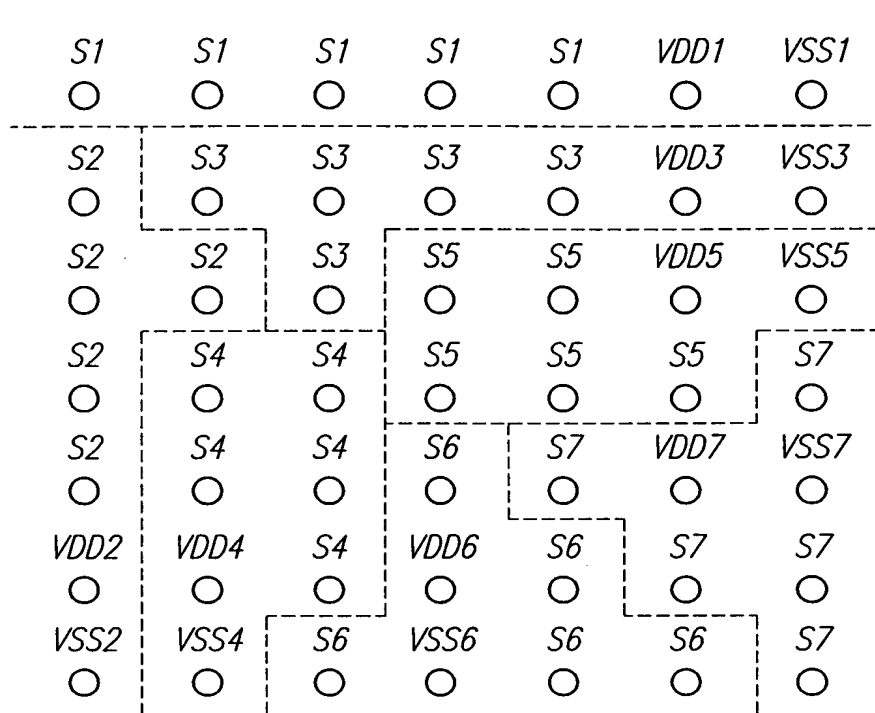 S1 S1 S1 S1 S1 VDD1 VSS1
S2 S3 S3 S3 S3 VDD3 VSS3
S2 S2 S3 S5 S5 VDD5 VSS5
S2 S4 S4 S5 S5 S5 S7
S2 S4 S4 S6 S7 VDD7 VSS7
VDD2 VDD4 S4 VDD6 S6 S7 S7
VSS2 VSS4 S6 VSS6 S6 S6 S7